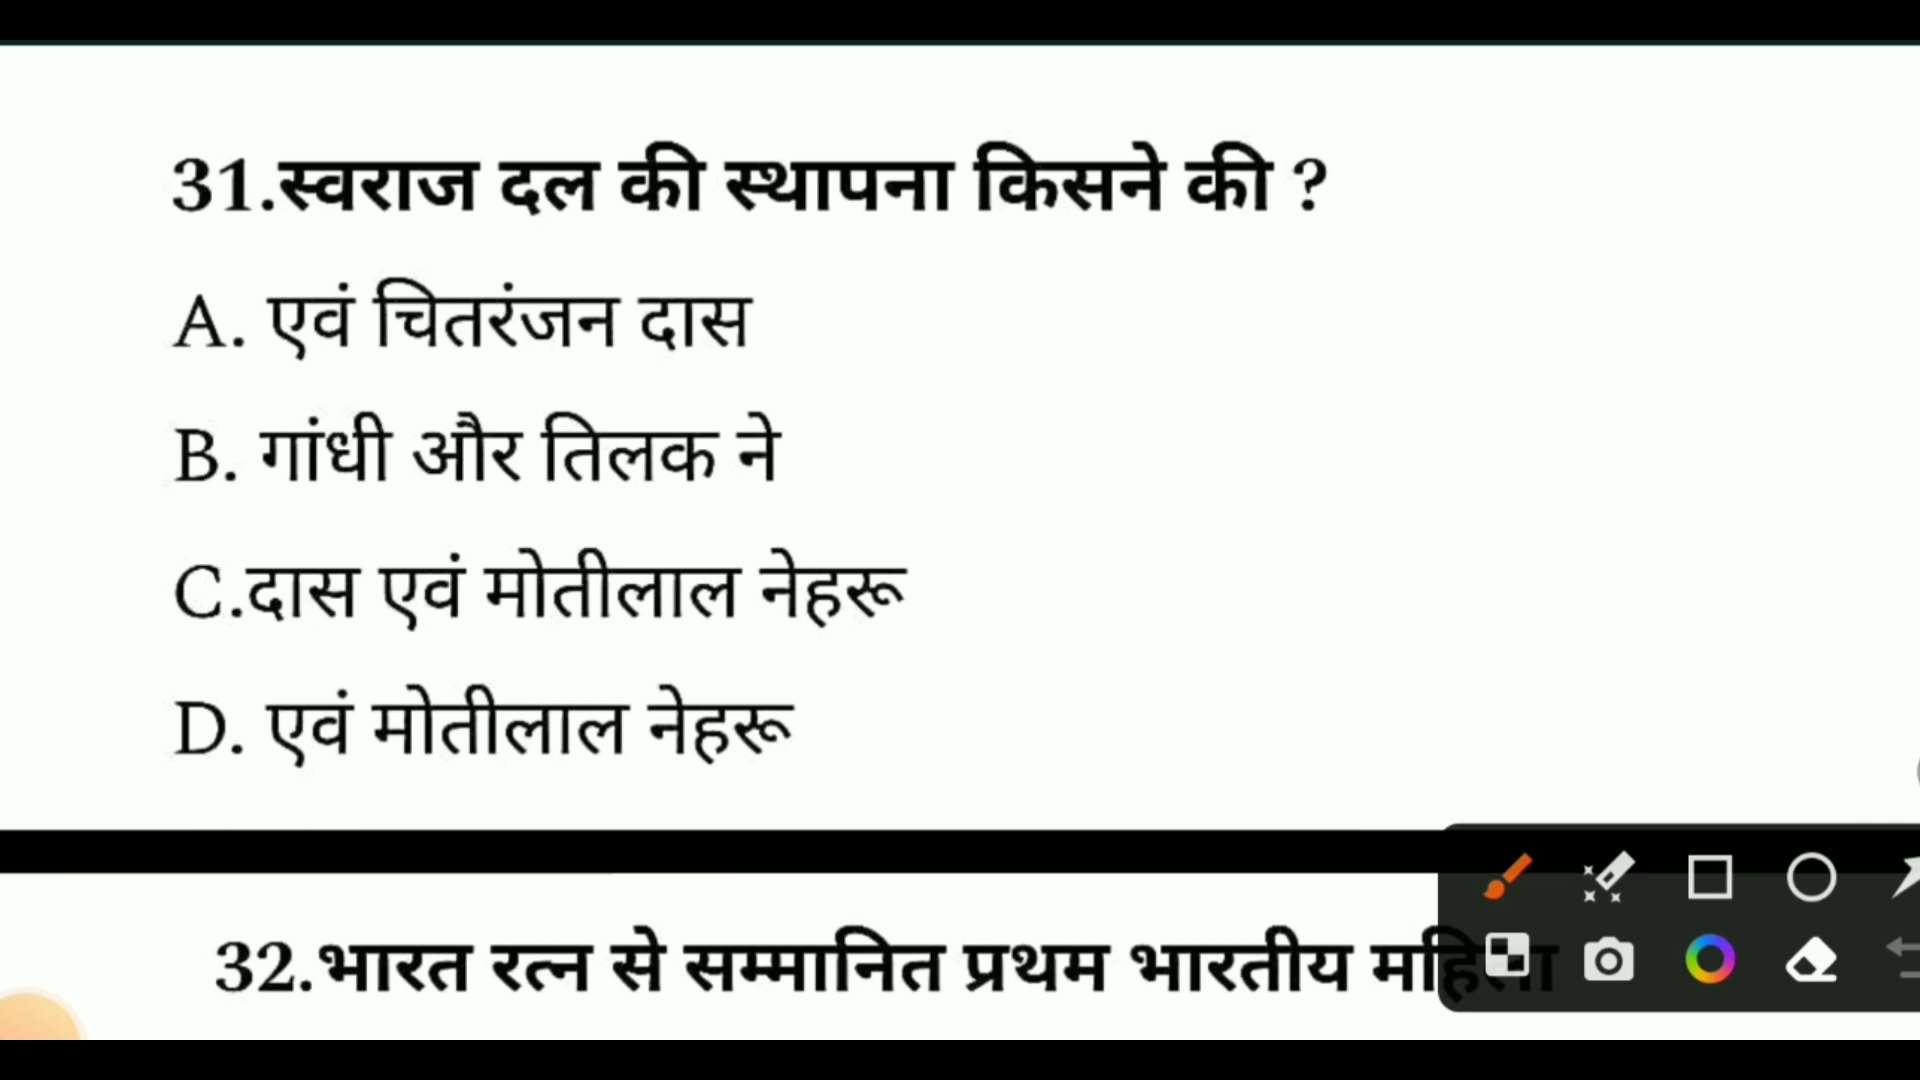 31.स्वराज दल की स्थापना किसने की ?
A. एवं चितरंजन दास
B. गांधी और तिलक ने
C.दास एवं मोतीलाल नेहरू
D. एवं मोतीलाल नेहरू
32.भारत रत्न से सम्मानित प्रथम भारतीय महिला